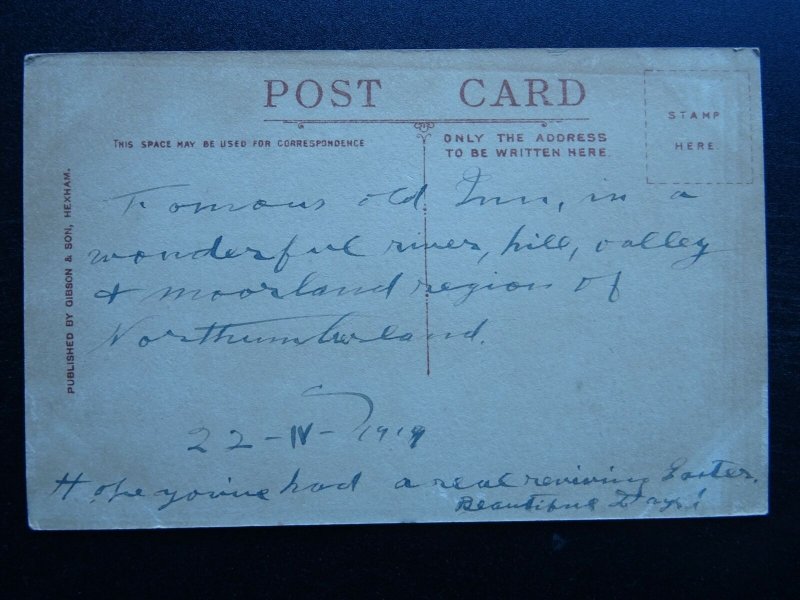 POST CARD
STAMP
HERE
THIS SPACE MAY BE USED FOR CORRESPONDENCE
ONLY THE ADDRESS
TO BE WRITTEN HERE.
PUBLISHED BY GIBSON & SON, HEXHAM.
Famous old Inn, in a
wonderful river, hill, valley
& moorland region of
Northumberland.
22-IV-1919
Hope you've had a real reviving Easter.
Beautiful Days!